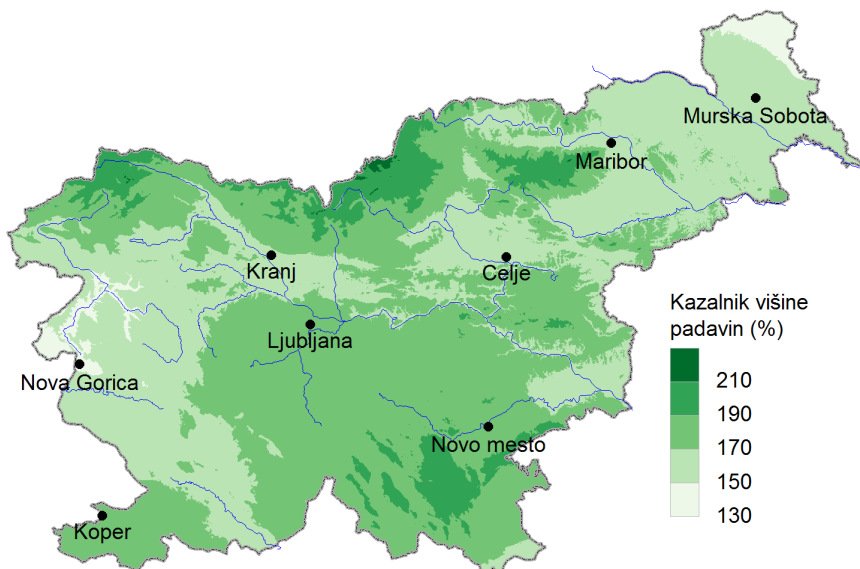 Murska Sobota
Maribor
Kranj
Celje
Kazalnik višine
padavin (%)
Ljubljana
210
Nova Gorica
190
170
Novo mesto
150
130
Koper